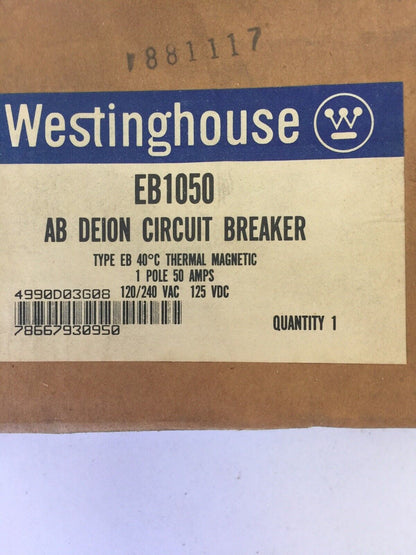 881117
Westinghouse W
EB1050
AB DEION CIRCUIT BREAKER
TYPE EB 40°C THERMAL MAGNETIC
1 POLE 50 AMPS
4990D03G08 120/240 VAC 125 VDC
78667930950
QUANTITY 1